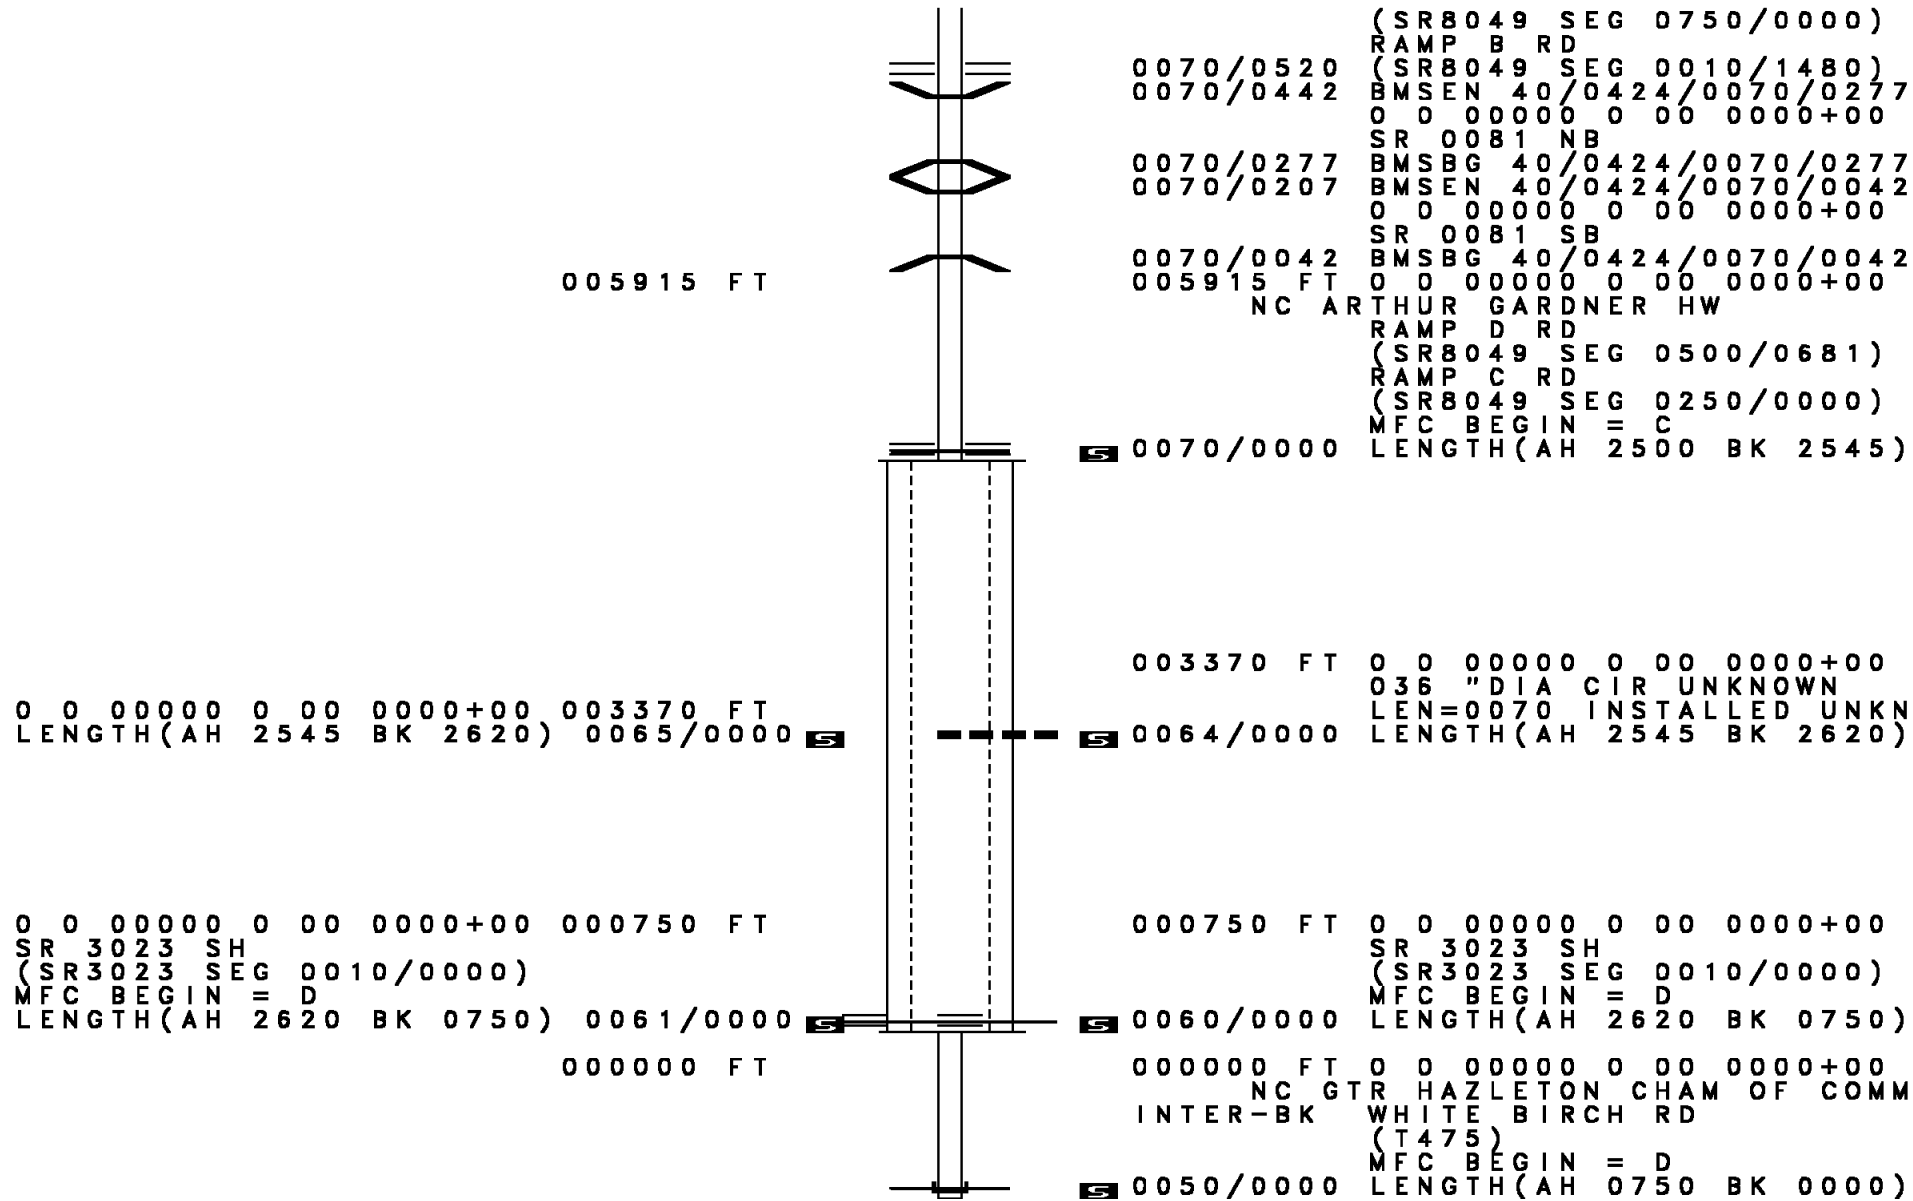 (SR8049 SEG 0750/0000)
RAMP B RD
0070/0520 (SR8049 SEG 0010/1480)
0070/0442 BMSEN 40/0424/0070/0277
0 0 00000 0 00 0000+00
SR 0081 NB
0070/0277 BMSBG 40/0424/0070/0277
0070/0207 BMSEN 40/0424/0070/0042
0 0 00000 0 00 0000+00
SR 0081 SB
0070/0042 BMSBG 40/0424/0070/0042
005915 FT 005915 FT 0 0 00000 0 00 0000+00
NC ARTHUR GARDNER HW
RAMP D RD
(SR8049 SEG 0500/0681)
RAMP C RD
(SR8049 SEG 0250/0000)
MFC BEGIN = C
S 0070/0000 LENGTH(AH 2500 BK 2545)
003370 FT 0 0 00000 0 00 0000+00
036 "DIA CIR UNKNOWN
0 0 00000 0 00 0000+00 003370 FT LEN=0070 INSTALLED UNKN
LENGTH(AH 2545 BK 2620) 0065/0000 S S 0064/0000 LENGTH(AH 2545 BK 2620)
0 0 00000 0 00 0000+00 000750 FT 000750 FT 0 0 00000 0 00 0000+00
SR 3023 SH SR 3023 SH
(SR3023 SEG 0010/0000) (SR3023 SEG 0010/0000)
MFC BEGIN = D MFC BEGIN = D
LENGTH(AH 2620 BK 0750) 0061/0000 S S 0060/0000 LENGTH(AH 2620 BK 0750)
000000 FT 000000 FT 0 0 00000 0 00 0000+00
NC GTR HAZLETON CHAM OF COMM
INTER-BK WHITE BIRCH RD
(T475)
MFC BEGIN = D
S 0050/0000 LENGTH(AH 0750 BK 0000)